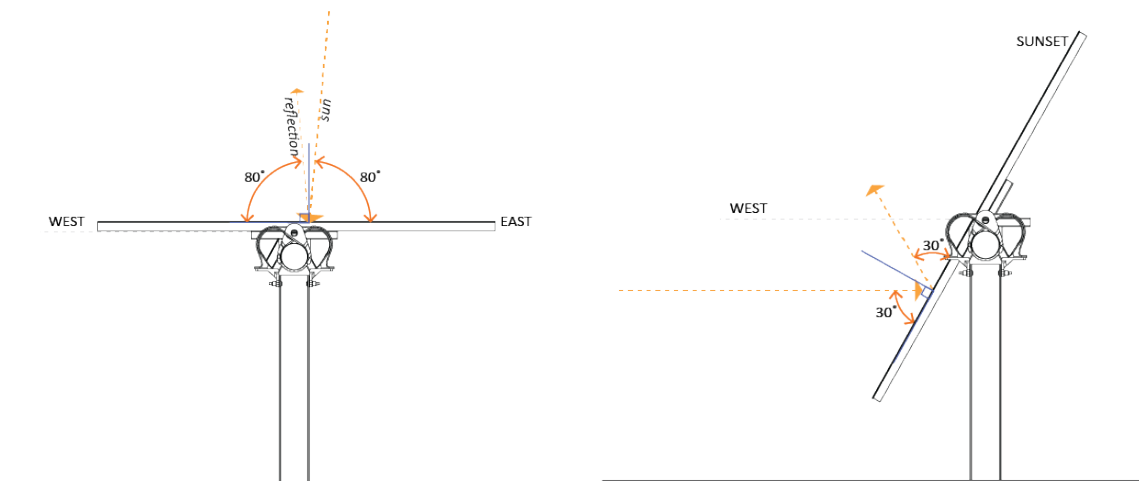 reflection
sun
80˚
80˚
WEST
EAST
SUNSET
WEST
30˚
30˚